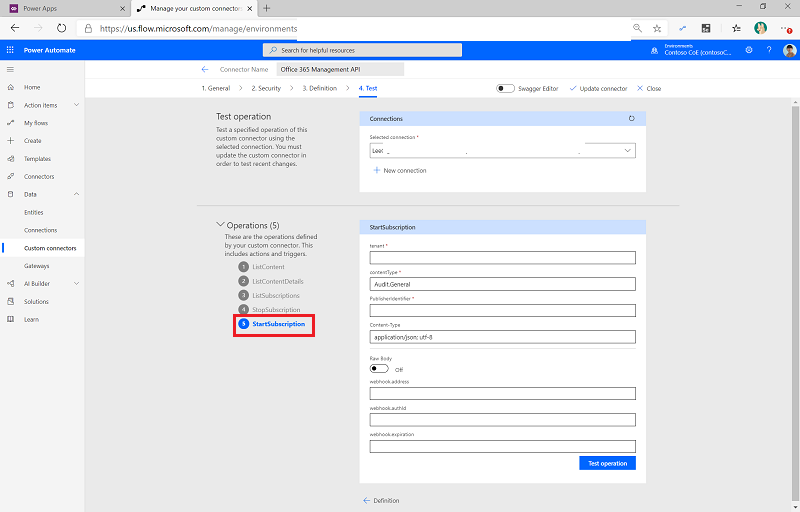 Power Apps
Manage your custom connectors
https://us.flow.microsoft.com/manage/environments
Power Automate
Search for helpful resources
Environments
Contoso CoE (contosoC...
Connector Name
Office 365 Management API
1. General
2. Security
3. Definition
4. Test
Swagger Editor
Update connector
Close
Home
Action items
My flows
Create
Templates
Connectors
Data
Entities
Connections
Custom connectors
Gateways
AI Builder
Solutions
Learn
Test operation
Test a specified operation of this
custom connector using the
selected connection. You must
update the custom connector in
order to test recent changes.
Connections
Selected connection *
New connection
Operations (5)
These are the operations defined
by your custom connector. This
includes actions and triggers.
1 ListContent
2 ListContentDetails
3 ListSubscriptions
4 StopSubscription
5 StartSubscription
StartSubscription
tenant *
contentType *
Audit.General
PublisherIdentifier *
Content-Type
application/json; utf-8
Raw Body
Off
webhook.address
webhook.authId
webhook.expiration
Test operation
Definition